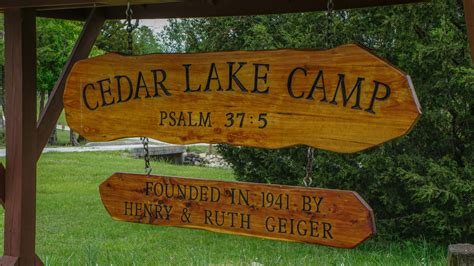 CEDAR LAKE CAMP
PSALM 37:5
FOUNDED IN 1941 - BY
HENRY & RUTH GEIGER